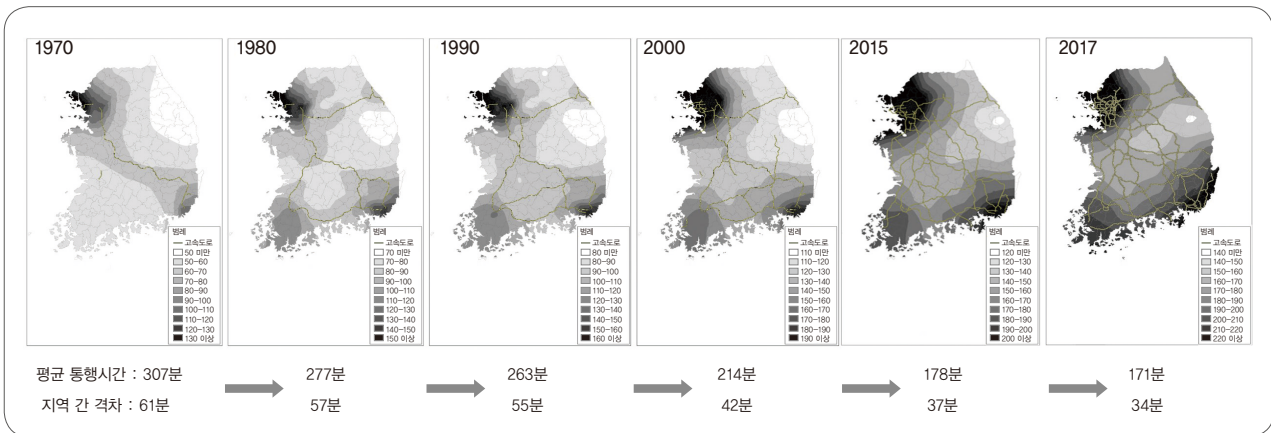 1970
범례
고속도로
50 미만
50-60
60-70
70-80
80-90
90-100
100-110
110-120
120-130
130 이상
1980
범례
고속도로
70 미만
70-80
80-90
90-100
100-110
110-120
120-130
130-140
140-150
150 이상
1990
범례
고속도로
80 미만
80-90
90-100
100-110
110-120
120-130
130-140
140-150
150-160
160 이상
2000
범례
고속도로
110 미만
110-120
120-130
130-140
140-150
150-160
160-170
170-180
180-190
190 이상
2015
범례
고속도로
120 미만
120-130
130-140
140-150
150-160
160-170
170-180
180-190
190-200
200 이상
2017
범례
고속도로
140 미만
140-150
150-160
160-170
170-180
180-190
190-200
200-210
210-220
220 이상
평균 통행시간 : 307분 277분 263분 214분 178분 171분
지역 간 격차 : 61분 57분 55분 42분 37분 34분